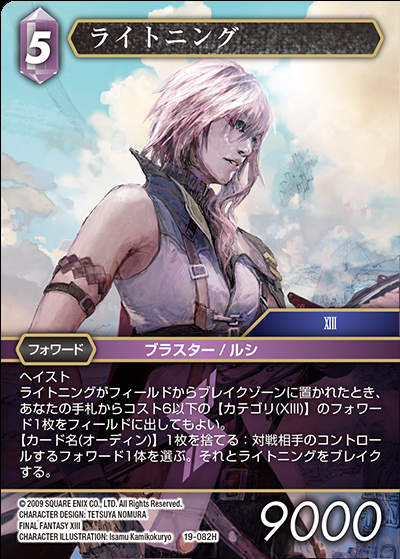 5
ライトニング
XIII
フォワード
ブラスター / ルシ
ヘイスト
ライトニングがフィールドからブレイクゾーンに置かれたとき、
あなたの手札からコスト6以下の【カテゴリ(XIII)】のフォワー
ド1枚をフィールドに出してもよい。
【カード名(オーディン)】1枚を捨てる：対戦相手のコントロー
ルするフォワード1体を選ぶ。それとライトニングをブレイク
する。
© 2009 SQUARE ENIX CO., LTD. All Rights Reserved.
CHARACTER DESIGN: TETSUYA NOMURA
FINAL FANTASY XIII
CHARACTER ILLUSTRATION: Isamu Kamikokuryo
19-082H
9000